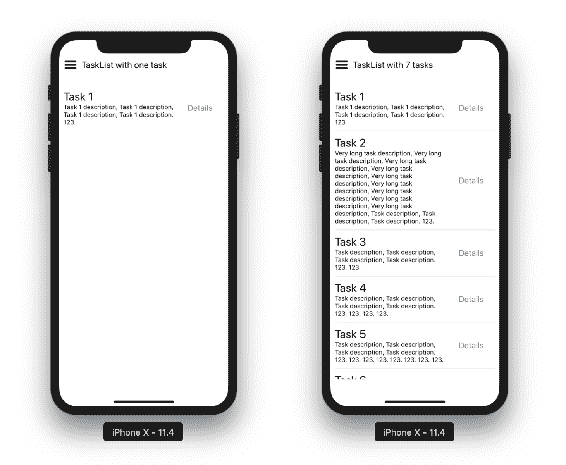 TaskList with one task
Task 1
Task 1 description, Task 1 description,
Task 1 description, Task 1 description.
123.
Details
iPhone X - 11.4
TaskList with 7 tasks
Task 1
Task 1 description, Task 1 description,
Task 1 description, Task 1 description.
123.
Details
Task 2
Very long task description, Very long
task description, Very long task
description, Very long task
description, Very long task
description, Very long task
description, Very long task
description, Very long task
description, Task description, Task
description, Task description. 123.
Details
Task 3
Task description, Task description,
Task description, Task description.
123. 123.
Details
Task 4
Task description, Task description,
Task description, Task description.
123. 123. 123. 123.
Details
Task 5
Task description, Task description,
Task description, Task description.
123. 123. 123. 123. 123. 123. 123.
Details
Task 6
iPhone X - 11.4